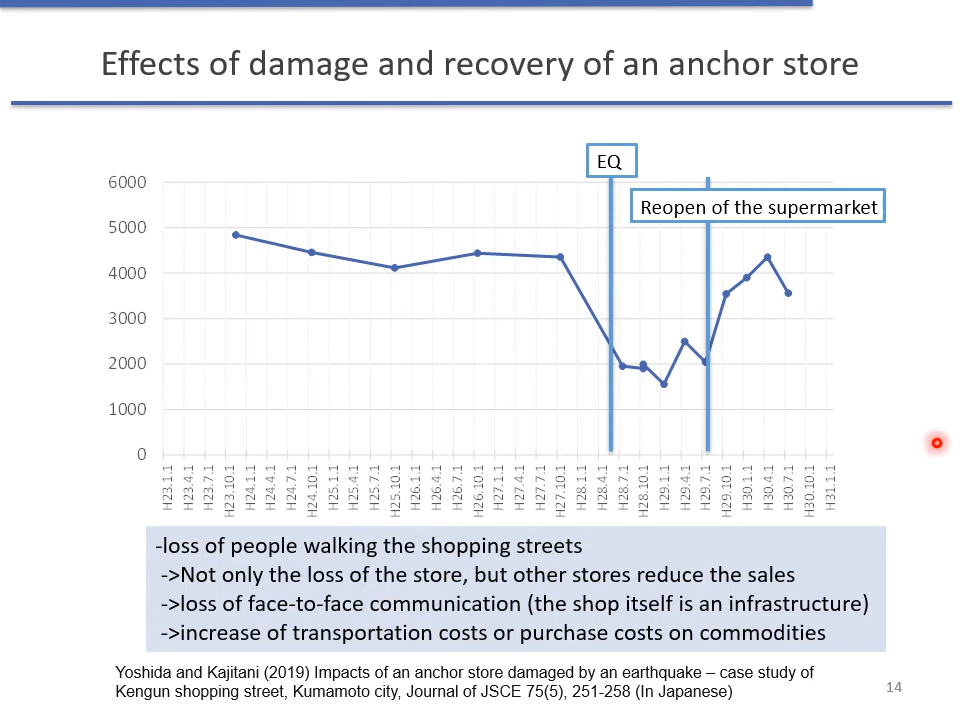 Effects of damage and recovery of an anchor store
EQ
Reopen of the supermarket
6000
5000
4000
3000
2000
1000
0
H23.1.1
H23.4.1
H23.7.1
H23.10.1
H24.1.1
H24.4.1
H24.7.1
H24.10.1
H25.1.1
H25.4.1
H25.7.1
H25.10.1
H26.1.1
H26.4.1
H26.7.1
H26.10.1
H27.1.1
H27.4.1
H27.7.1
H27.10.1
H28.1.1
H28.4.1
H28.7.1
H28.10.1
H29.1.1
H29.4.1
H29.7.1
H29.10.1
H30.1.1
H30.4.1
H30.7.1
H30.10.1
H31.1.1
-loss of people walking the shopping streets
->Not only the loss of the store, but other stores reduce the sales
->loss of face-to-face communication (the shop itself is an infrastructure)
->increase of transportation costs or purchase costs on commodities
Yoshida and Kajitani (2019) Impacts of an anchor store damaged by an earthquake – case study of
Kengun shopping street, Kumamoto city, Journal of JSCE 75(5), 251-258 (In Japanese)
14